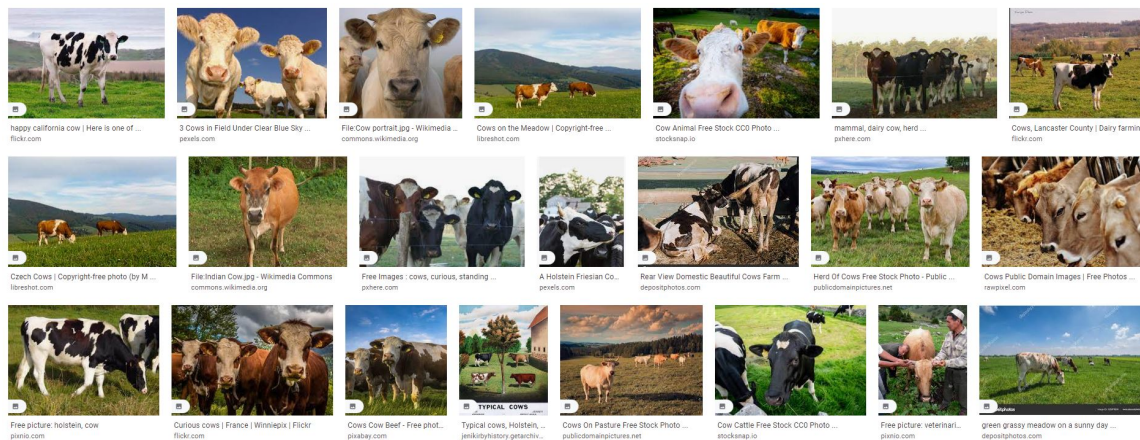 happy california cow | Here is one of ...
flickr.com
3 Cows in Field Under Clear Blue Sky ...
pexels.com
File:Cow portrait.jpg - Wikimedia ...
commons.wikimedia.org
Cows on the Meadow | Copyright-free ...
libreshot.com
Cow Animal Free Stock CC0 Photo ...
stocksnap.io
mammal, dairy cow, herd ...
pxhere.com
Cows, Lancaster County | Dairy farmin
flickr.com
Czech Cows | Copyright-free photo (by M ...
libreshot.com
File:Indian Cow.jpg - Wikimedia Commons
commons.wikimedia.org
Free Images : cows, curious, standing ...
pxhere.com
A Holstein Friesian Co...
pexels.com
Rear View Domestic Beautiful Cows Farm ...
depositphotos.com
Herd Of Cows Free Stock Photo - Public ...
publicdomainpictures.net
Cows Public Domain Images | Free Photos ...
rawpixel.com
TYPICAL COWS
Free picture: holstein, cow
pixnio.com
Curious cows | France | Winniepix | Flickr
flickr.com
Cows Cow Beef - Free phot...
pixabay.com
Typical cows, Holstein, ...
jenikirbyhistory.getarchiv...
Cows On Pasture Free Stock Photo ...
publicdomainpictures.net
Cow Cattle Free Stock CC0 Photo ...
stocksnap.io
Free picture: veterinari...
pixnio.com
green grassy meadow on a sunny day ...
depositphotos.com